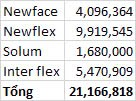 Newface 4,096,364
Newflex 9,919,545
Solum 1,680,000
Inter flex 5,470,909
Tổng 21,166,818